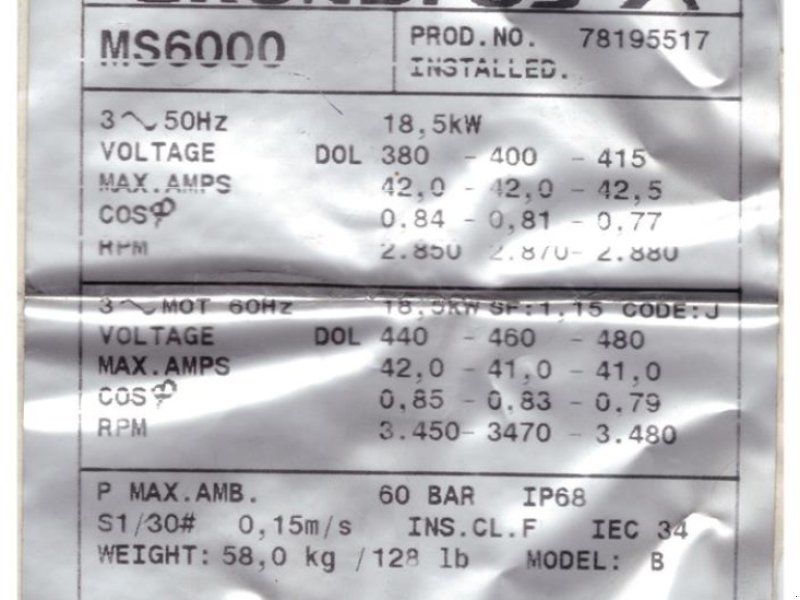 GRUNDFOS X
MS6000 PROD.NO. 78195517
INSTALLED.
3~50Hz 18,5kW
VOLTAGE DOL 380 - 400 - 415
MAX.AMPS 42,0 - 42,0 - 42,5
COSφ 0,84 - 0,81 - 0,77
RPM 2.850 2.870- 2.880
3~MOT 60Hz 18,5kW SF:1,15 CODE:J
VOLTAGE DOL 440 - 460 - 480
MAX.AMPS 42,0 - 41,0 - 41,0
COSφ 0,85 - 0,83 - 0,79
RPM 3.450- 3470 - 3.480
P MAX.AMB. 60 BAR IP68
S1/30# 0,15m/s INS.CL.F IEC 34
WEIGHT: 58,0 kg /128 lb MODEL: B